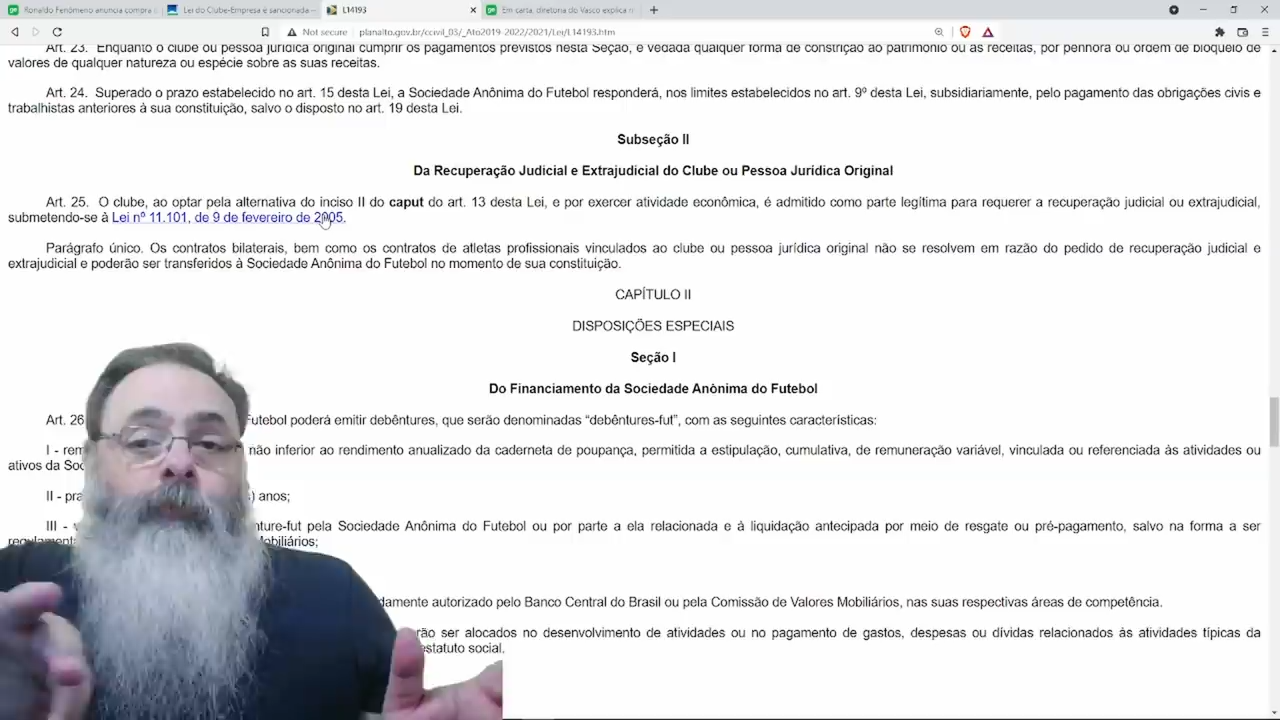 Ronaldo Fenômeno anuncia compra
Lei do Clube-Empresa é sancionada
L14193
Em carta, diretoria do Vasco explica
Not secure
planalto.gov.br/ccivil_03/_Ato2019-2022/2021/Lei/L14193.htm
Art. 23. Enquanto o clube ou pessoa jurídica original cumprir os pagamentos previstos nesta Seção, é vedada qualquer forma de constrição ao patrimônio ou às receitas, por penhora ou ordem de bloqueio de
valores de qualquer natureza ou espécie sobre as suas receitas.
Art. 24. Superado o prazo estabelecido no art. 15 desta Lei, a Sociedade Anônima do Futebol responderá, nos limites estabelecidos no art. 9º desta Lei, subsidiariamente, pelo pagamento das obrigações civis e
trabalhistas anteriores à sua constituição, salvo o disposto no art. 19 desta Lei.
Subseção II
Da Recuperação Judicial e Extrajudicial do Clube ou Pessoa Jurídica Original
Art. 25. O clube, ao optar pela alternativa do inciso II do caput do art. 13 desta Lei, e por exercer atividade econômica, é admitido como parte legítima para requerer a recuperação judicial ou extrajudicial,
submetendo-se à Lei nº 11.101, de 9 de fevereiro de 2005.
Parágrafo único. Os contratos bilaterais, bem como os contratos de atletas profissionais vinculados ao clube ou pessoa jurídica original não se resolvem em razão do pedido de recuperação judicial e
extrajudicial e poderão ser transferidos à Sociedade Anônima do Futebol no momento de sua constituição.
CAPÍTULO II
DISPOSIÇÕES ESPECIAIS
Seção I
Do Financiamento da Sociedade Anônima do Futebol
Art. 26 Futebol poderá emitir debêntures, que serão denominadas “debêntures-fut”, com as seguintes características:
I - rem não inferior ao rendimento anualizado da caderneta de poupança, permitida a estipulação, cumulativa, de remuneração variável, vinculada ou referenciada às atividades ou
ativos da Soc
II - pra ) anos;
III - nture-fut pela Sociedade Anônima do Futebol ou por parte a ela relacionada e à liquidação antecipada por meio de resgate ou pré-pagamento, salvo na forma a ser
regulament obiliários;
damente autorizado pelo Banco Central do Brasil ou pela Comissão de Valores Mobiliários, nas suas respectivas áreas de competência.
rão ser alocados no desenvolvimento de atividades ou no pagamento de gastos, despesas ou dívidas relacionados às atividades típicas da
estatuto social.